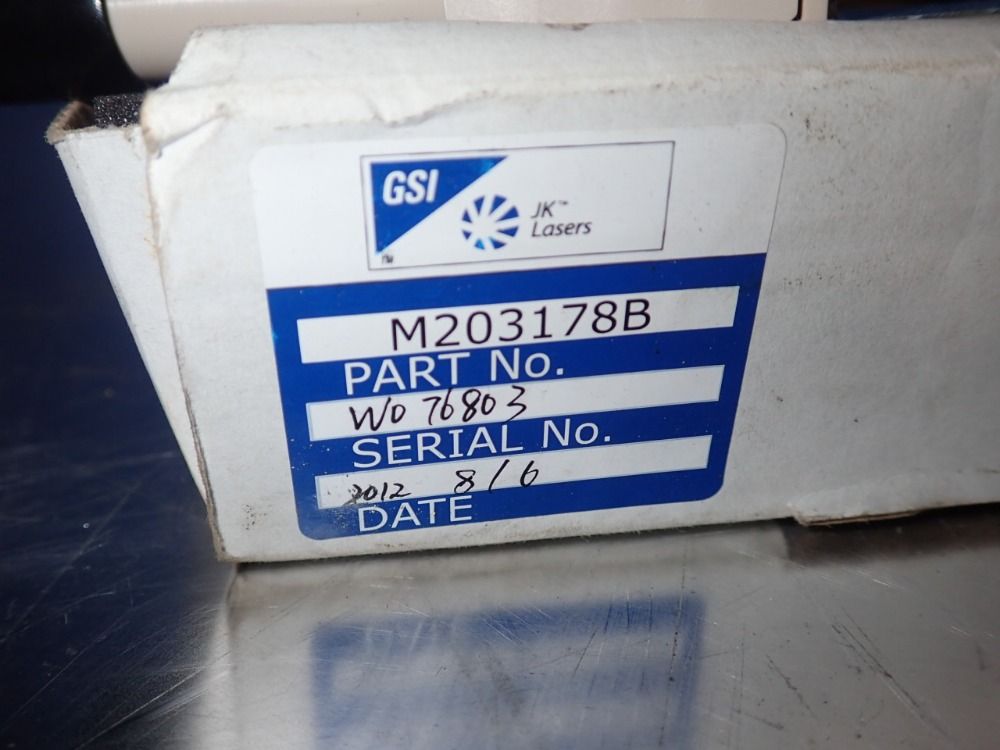 GSI
TM
JK™
Lasers
M203178B
PART No.
WO 76803
SERIAL No.
2012 8/6
DATE